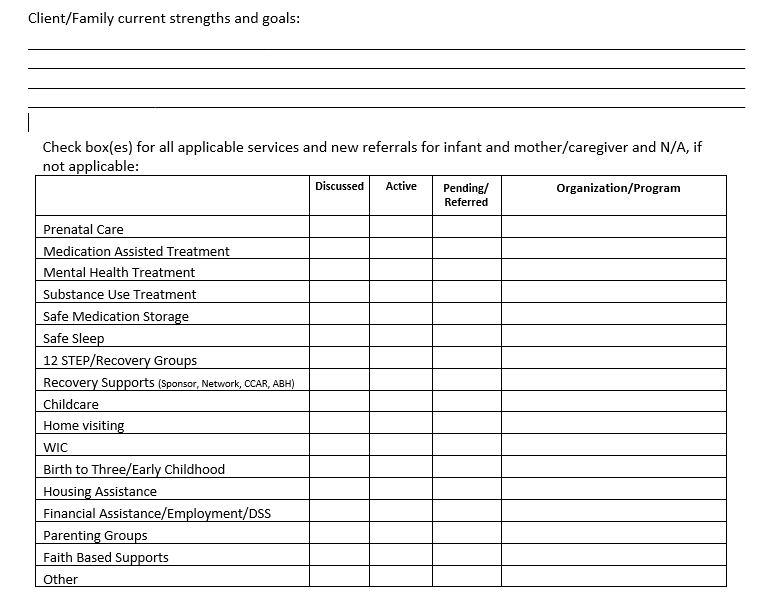 Client/Family current strengths and goals:
Check box(es) for all applicable services and new referrals for infant and mother/caregiver and N/A, if
not applicable:
Discussed Active Pending/ Organization/Program
Referred
Prenatal Care
Medication Assisted Treatment
Mental Health Treatment
Substance Use Treatment
Safe Medication Storage
Safe Sleep
12 STEP/Recovery Groups
Recovery Supports (Sponsor, Network, CCAR, ABH)
Childcare
Home visiting
WIC
Birth to Three/Early Childhood
Housing Assistance
Financial Assistance/Employment/DSS
Parenting Groups
Faith Based Supports
Other